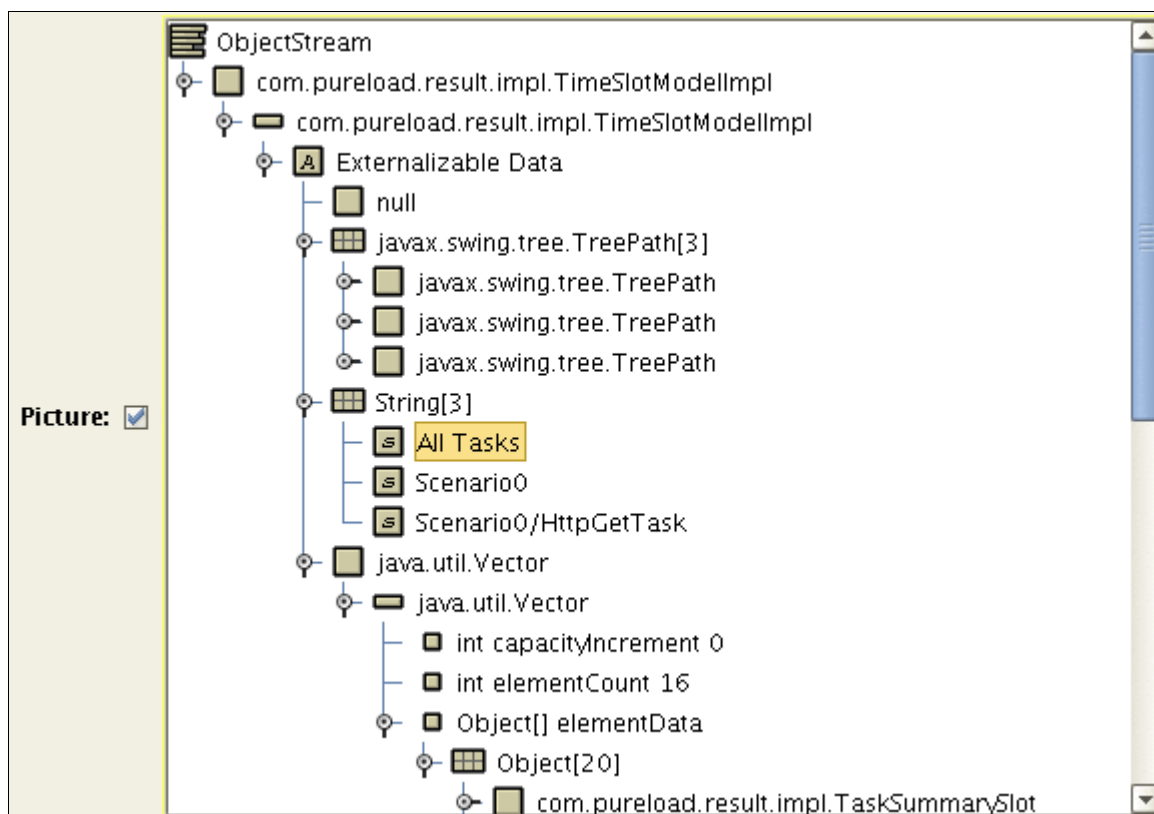 ObjectStream
com.pureload.result.impl.TimeSlotModelImpl
com.pureload.result.impl.TimeSlotModelImpl
A Externalizable Data
null
javax.swing.tree.TreePath[3]
javax.swing.tree.TreePath
javax.swing.tree.TreePath
javax.swing.tree.TreePath
Picture:
String[3]
s All Tasks
s Scenario0
s Scenario0/HttpGetTask
java.util.Vector
java.util.Vector
int capacityIncrement 0
int elementCount 16
Object[] elementData
Object[20]
com.pureload.result.impl.TaskSummarySlot